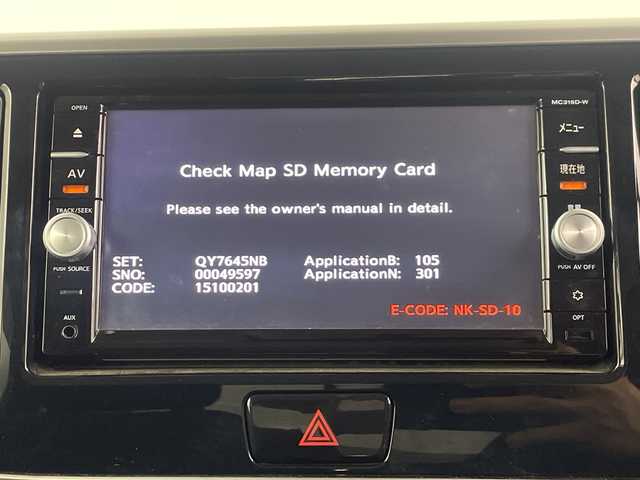 OPEN
MC315D-W
メニュー
AV
現在地
TRACK/SEEK
音量
PUSH SOURCE
PUSH AV OFF
AUX
OPT
Check Map SD Memory Card
Please see the owner's manual in detail.
SET: QY7645NB ApplicationB: 105
SNO: 00049597 ApplicationN: 301
CODE: 15100201
E-CODE: NK-SD-10